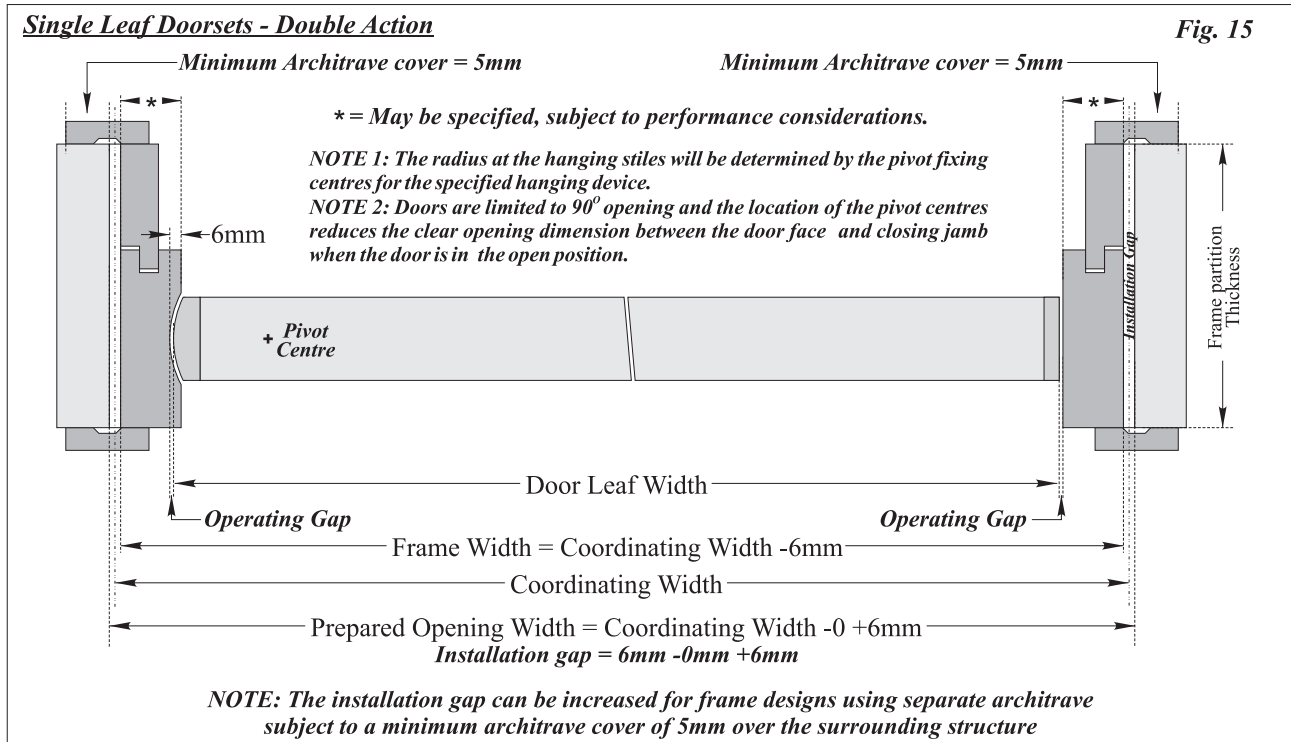 Single Leaf Doorsets - Double Action
Fig. 15
Minimum Architrave cover = 5mm
Minimum Architrave cover = 5mm
*
*
* = May be specified, subject to performance considerations.
NOTE 1: The radius at the hanging stiles will be determined by the pivot fixing
centres for the specified hanging device.
NOTE 2: Doors are limited to 90° opening and the location of the pivot centres
reduces the clear opening dimension between the door face and closing jamb
when the door is in the open position.
6mm
Installation Gap
Frame partition
Thickness
+ Pivot
Centre
Door Leaf Width
Operating Gap
Operating Gap
Frame Width = Coordinating Width -6mm
Coordinating Width
Prepared Opening Width = Coordinating Width -0 +6mm
Installation gap = 6mm -0mm +6mm
NOTE: The installation gap can be increased for frame designs using separate architrave
subject to a minimum architrave cover of 5mm over the surrounding structure